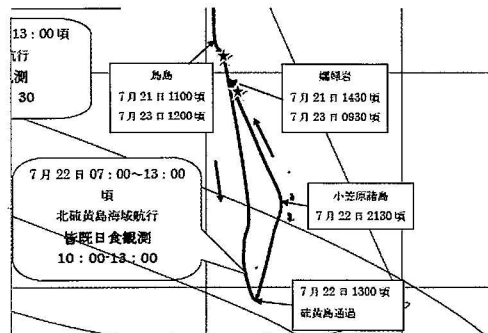 13：00 頃
航行
測
30
鳥島
7月21日1100頃
7月23日1200頃
孀婦岩
7月21日1430頃
7月23日0930頃
7月22日07：00～13：00
頃
北硫黄島海域航行
皆既日食観測
10：00-13：00
小笠原諸島
7月22日2130頃
7月22日1300頃
硫黄島通過